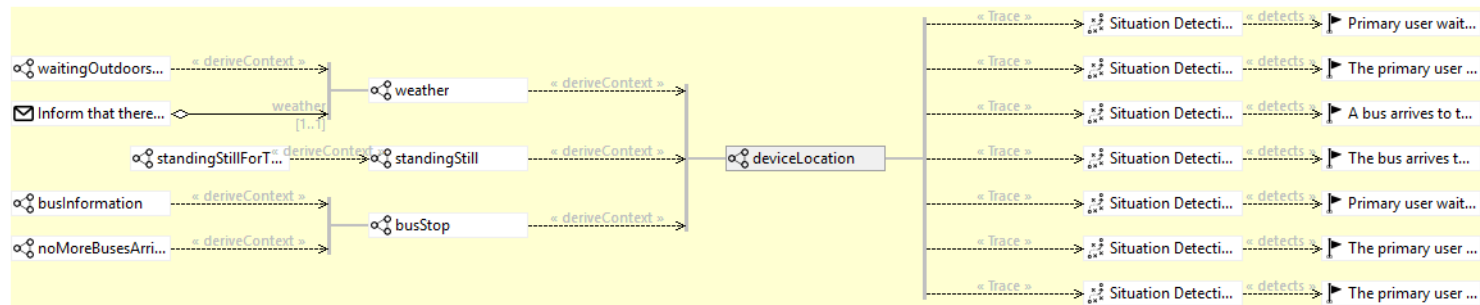 « Trace » Situation Detecti... « detects » Primary user wait...
waitingOutdoors... « deriveContext » « Trace » Situation Detecti... « detects » The primary user ...
weather « deriveContext »
Inform that there... weather « Trace » Situation Detecti... « detects » A bus arrives to t...
[1..1]
standingStillForT... « deriveContext » standingStill « deriveContext » deviceLocation « Trace » Situation Detecti... « detects » The bus arrives t...
busInformation « deriveContext » « Trace » Situation Detecti... « detects » Primary user wait...
busStop « deriveContext »
noMoreBusesArri... « deriveContext » « Trace » Situation Detecti... « detects » The primary user ...
« Trace » Situation Detecti... « detects » The primary user ...